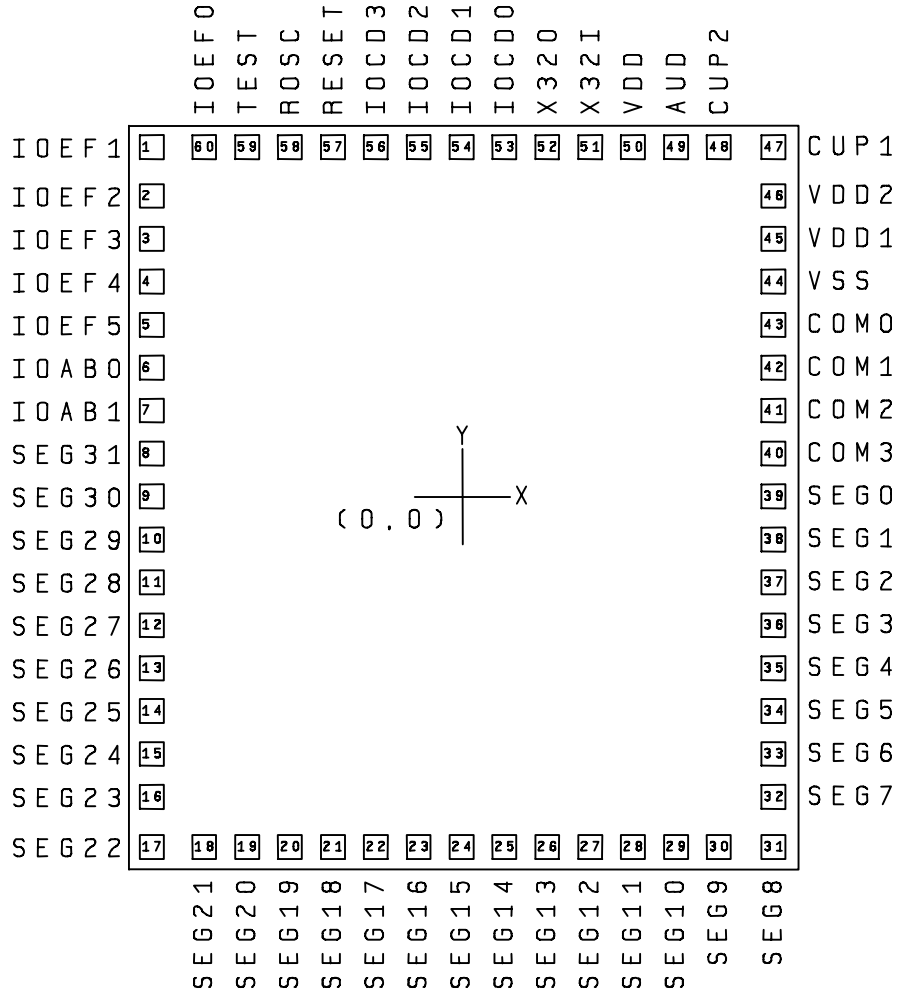 IOEF0 TEST ROSC RESET IOCD3 IOCD2 IOCD1 IOCD0 X32O X32I VDD AUD CUP2
IOEF1 1 60 59 58 57 56 55 54 53 52 51 50 49 48 47 CUP1
IOEF2 2 46 VDD2
IOEF3 3 45 VDD1
IOEF4 4 44 VSS
IOEF5 5 43 COM0
IOAB0 6 42 COM1
IOAB1 7 41 COM2
SEG31 8 40 COM3
Y
SEG30 9 X 39 SEG0
(0,0)
SEG29 10 38 SEG1
SEG28 11 37 SEG2
SEG27 12 36 SEG3
SEG26 13 35 SEG4
SEG25 14 34 SEG5
SEG24 15 33 SEG6
SEG23 16 32 SEG7
SEG22 17 18 19 20 21 22 23 24 25 26 27 28 29 30 31
SEG21 SEG20 SEG19 SEG18 SEG17 SEG16 SEG15 SEG14 SEG13 SEG12 SEG11 SEG10 SEG9 SEG8